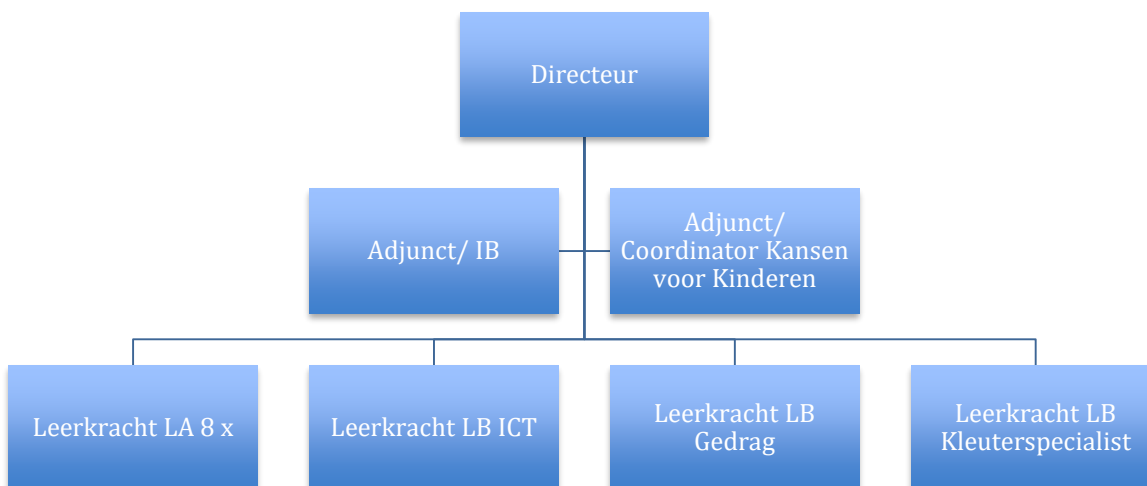 Directeur
Adjunct/ IB
Adjunct/
Coordinator Kansen
voor Kinderen
Leerkracht LA 8 x
Leerkracht LB ICT
Leerkracht LB
Gedrag
Leerkracht LB
Kleuterspecialist